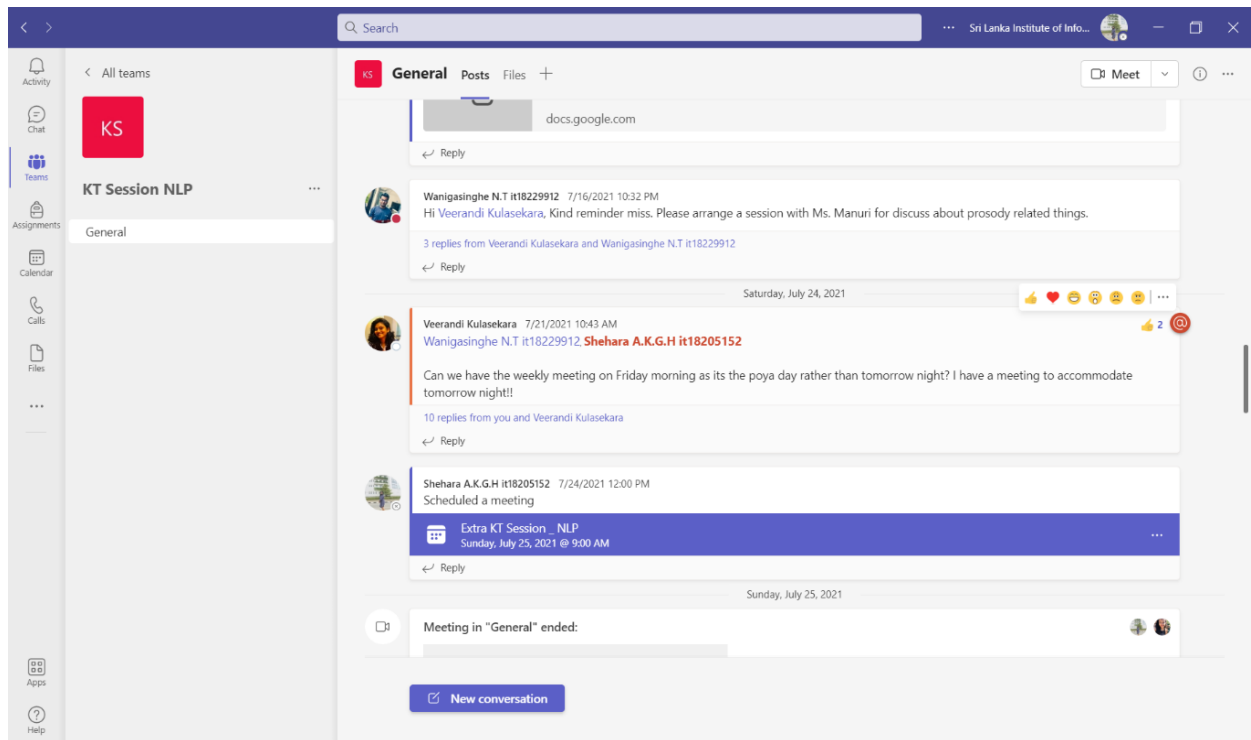 Search
Sri Lanka Institute of Info...
Activity
Chat
Teams
Assignments
Calendar
Calls
Files
Apps
Help
All teams
KS
KT Session NLP
General
KS
General Posts Files
Meet
docs.google.com
Reply
Wanigasinghe N.T it18229912 7/16/2021 10:32 PM
Hi Veerandi Kulasekara, Kind reminder miss. Please arrange a session with Ms. Manuri for discuss about prosody related things.
3 replies from Veerandi Kulasekara and Wanigasinghe N.T it18229912
Reply
Saturday, July 24, 2021
Veerandi Kulasekara 7/21/2021 10:43 AM
2
Wanigasinghe N.T it18229912, Shehara A.K.G.H it18205152
Can we have the weekly meeting on Friday morning as its the poya day rather than tomorrow night? I have a meeting to accommodate
tomorrow night!!
10 replies from you and Veerandi Kulasekara
Reply
Shehara A.K.G.H it18205152 7/24/2021 12:00 PM
Scheduled a meeting
Extra KT Session _ NLP
Sunday, July 25, 2021 @ 9:00 AM
Reply
Sunday, July 25, 2021
Meeting in "General" ended:
New conversation